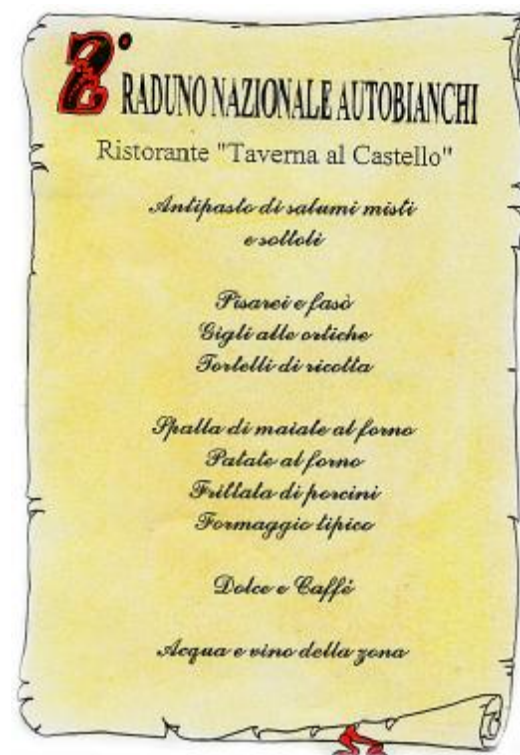 2°
RADUNO NAZIONALE AUTOBIANCHI
Ristorante "Taverna al Castello"
Antipasto di salumi misti
e sottoli
Pisarei e fasò
Gigli alle ortiche
Tortelli di ricotta
Spalla di maiale al forno
Patate al forno
Frittata di porcini
Formaggio tipico
Dolce e Caffé
Acqua e vino della zona